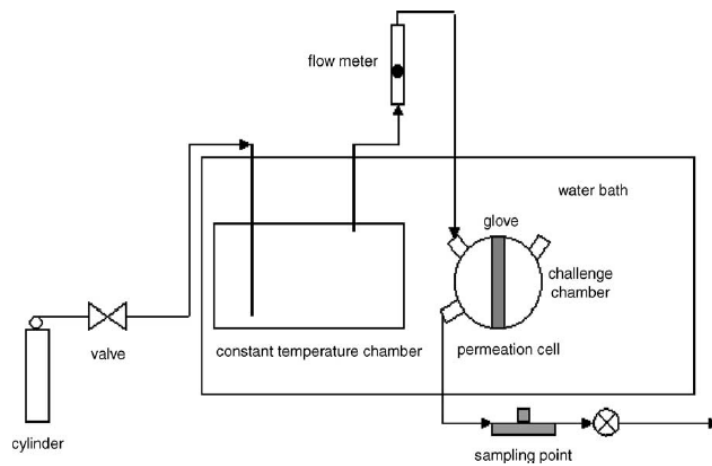 flow meter
water bath
glove
challenge
chamber
constant temperature chamber
permeation cell
valve
cylinder
sampling point